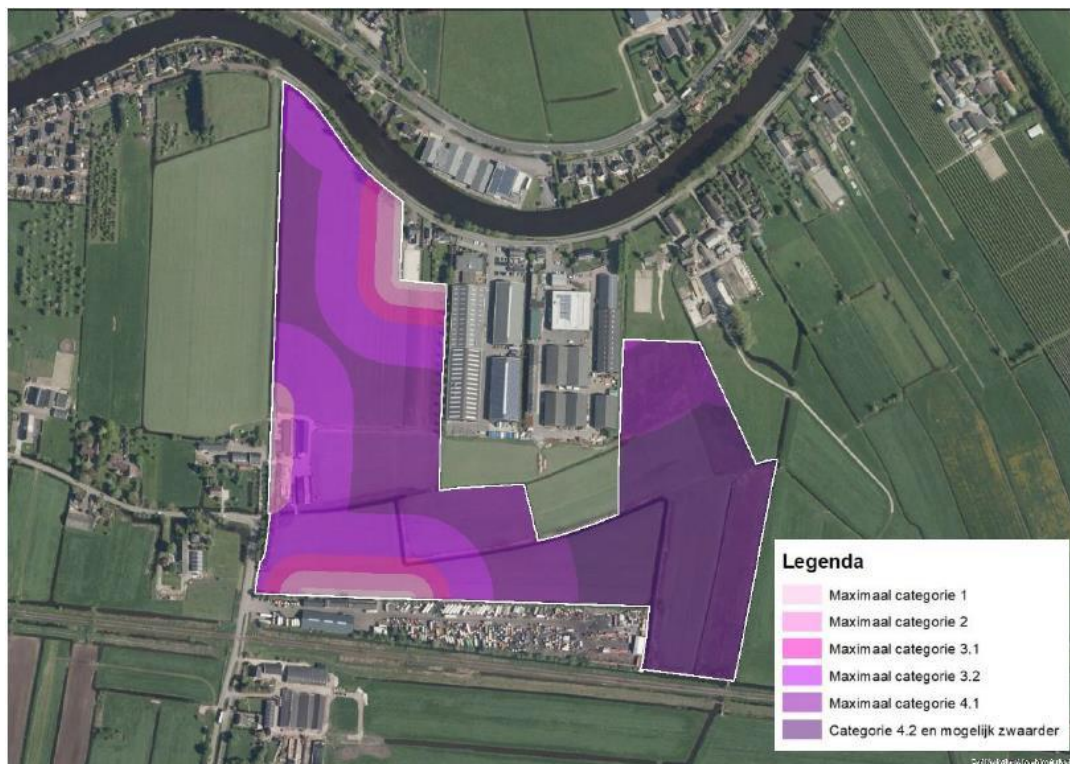 Legenda
Maximaal categorie 1
Maximaal categorie 2
Maximaal categorie 3.1
Maximaal categorie 3.2
Maximaal categorie 4.1
Categorie 4.2 en mogelijk zwaarder